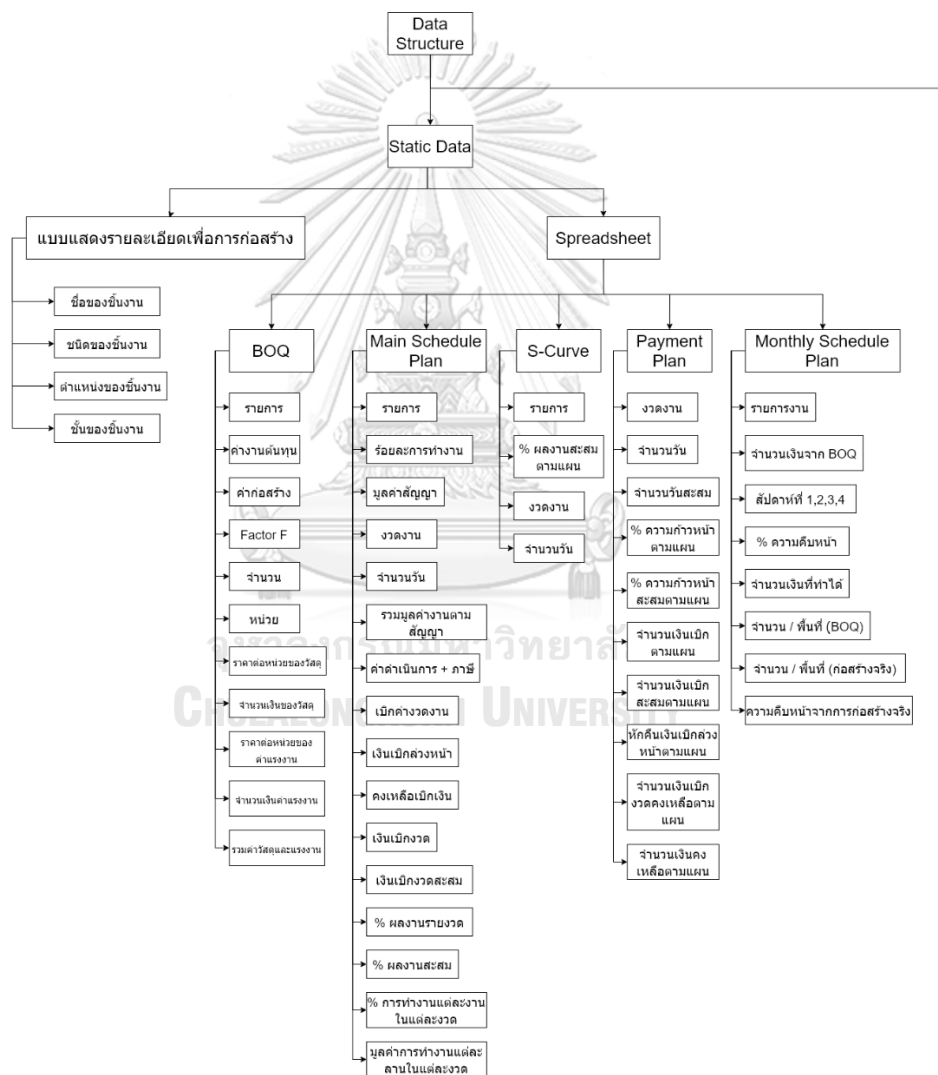 Data
Structure
Static Data
แบบแสดงรายละเอียดเพื่อการก่อสร้าง
Spreadsheet
ชื่อของชิ้นงาน
ชนิดของชิ้นงาน
ตำแหน่งของชิ้นงาน
ชั้นของชิ้นงาน
BOQ
รายการ
ค่างานต้นทุน
ค่าก่อสร้าง
Factor F
จำนวน
หน่วย
ราคาต่อหน่วยของวัสดุ
จำนวนเงินของวัสดุ
ราคาต่อหน่วยของ
ค่าแรงงาน
จำนวนเงินค่าแรงงาน
รวมค่าวัสดุและแรงงาน
Main Schedule
Plan
รายการ
ร้อยละการทำงาน
มูลค่าสัญญา
งวดงาน
จำนวนวัน
รวมมูลค่างานตาม
สัญญา
ค่าดำเนินการ + ภาษี
เบิกค่างวดงาน
เงินเบิกล่วงหน้า
คงเหลือเบิกเงิน
เงินเบิกงวด
เงินเบิกงวดสะสม
% ผลงานรายงวด
% ผลงานสะสม
% การทำงานแต่ละงาน
ในแต่ละงวด
มูลค่าการทำงานแต่ละ
ลานในแต่ละงวด
S-Curve
รายการ
% ผลงานสะสม
ตามแผน
งวดงาน
จำนวนวัน
Payment
Plan
งวดงาน
จำนวนวัน
จำนวนวันสะสม
% ความก้าวหน้า
ตามแผน
% ความก้าวหน้า
สะสมตามแผน
จำนวนเงินเบิก
ตามแผน
จำนวนเงินเบิก
สะสมตามแผน
หักคืนเงินเบิกล่วง
หน้าตามแผน
จำนวนเงินเบิก
งวดคงเหลือตาม
แผน
จำนวนเงินคง
เหลือตามแผน
Monthly Schedule
Plan
รายการงาน
จำนวนเงินจาก BOQ
สัปดาห์ที่ 1,2,3,4
% ความคืบหน้า
จำนวนเงินที่ทำได้
จำนวน / พื้นที่ (BOQ)
จำนวน / พื้นที่ (ก่อสร้างจริง)
ความคืบหน้าจากการก่อสร้างจริง
จุฬาลงกรณ์มหาวิทยาลัย
CHULALONGKORN UNIVERSITY